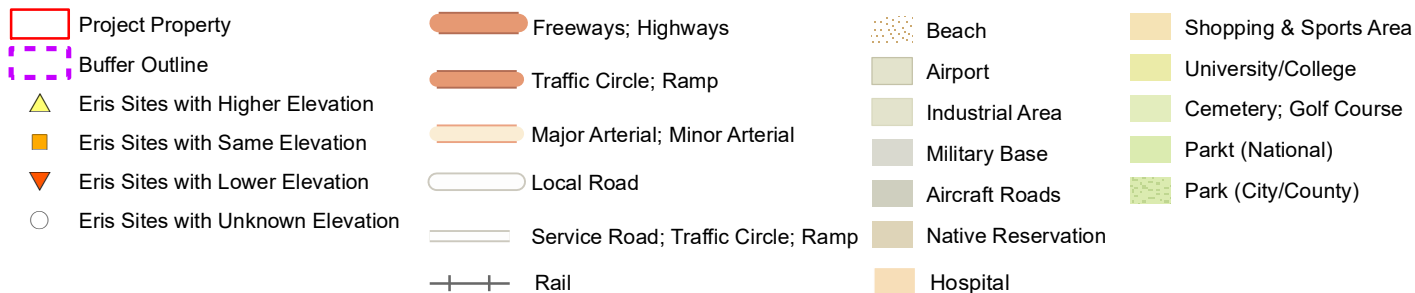 Project Property
Buffer Outline
Eris Sites with Higher Elevation
Eris Sites with Same Elevation
Eris Sites with Lower Elevation
Eris Sites with Unknown Elevation
Freeways; Highways
Traffic Circle; Ramp
Major Arterial; Minor Arterial
Local Road
Service Road; Traffic Circle; Ramp
Rail
Beach
Airport
Industrial Area
Military Base
Aircraft Roads
Native Reservation
Hospital
Shopping & Sports Area
University/College
Cemetery; Golf Course
Parkt (National)
Park (City/County)